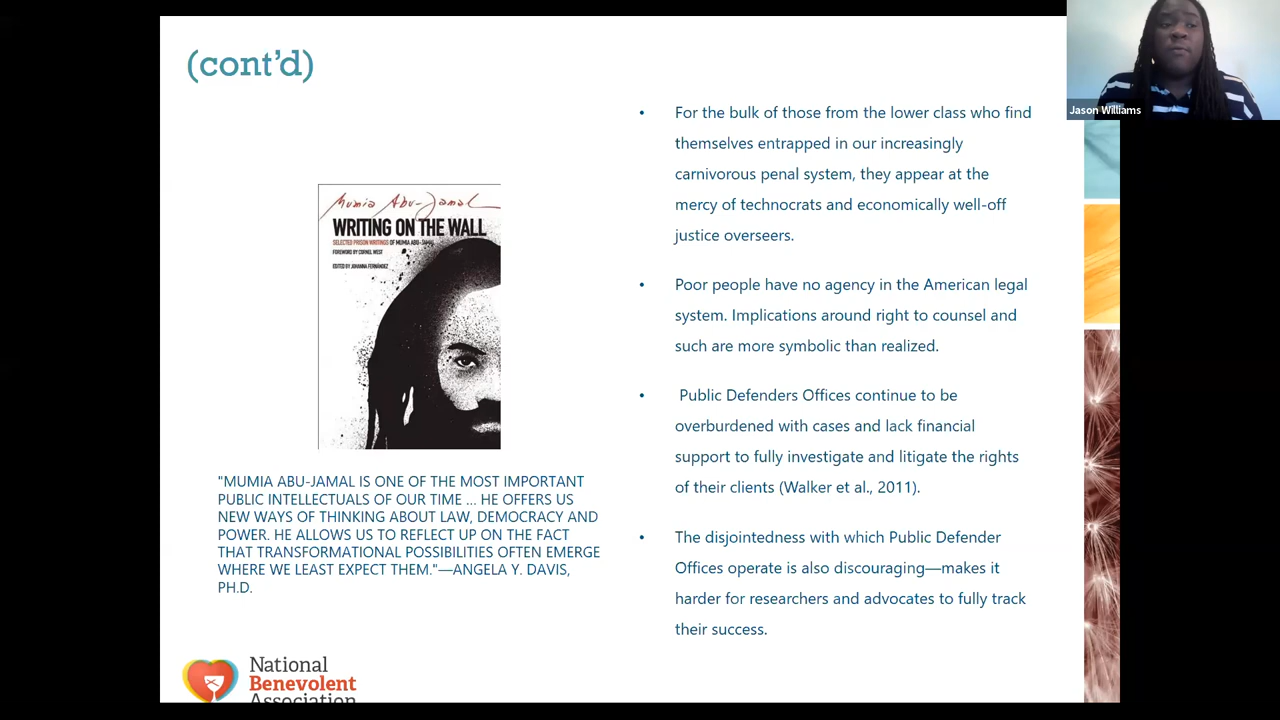 (cont'd)
Mumia Abu-Jamal
WRITING ON THE WALL
SELECTED PRISON WRITINGS OF MUMIA ABU-JAMAL
FOREWORD BY CORNEL WEST
EDITED BY JOHANNA FERNÁNDEZ
"MUMIA ABU-JAMAL IS ONE OF THE MOST IMPORTANT
PUBLIC INTELLECTUALS OF OUR TIME ... HE OFFERS US
NEW WAYS OF THINKING ABOUT LAW, DEMOCRACY AND
POWER. HE ALLOWS US TO REFLECT UP ON THE FACT
THAT TRANSFORMATIONAL POSSIBILITIES OFTEN EMERGE
WHERE WE LEAST EXPECT THEM."—ANGELA Y. DAVIS,
PH.D.
National
Benevolent
Association
• For the bulk of those from the lower class who find
themselves entrapped in our increasingly
carnivorous penal system, they appear at the
mercy of technocrats and economically well-off
justice overseers.
• Poor people have no agency in the American legal
system. Implications around right to counsel and
such are more symbolic than realized.
• Public Defenders Offices continue to be
overburdened with cases and lack financial
support to fully investigate and litigate the rights
of their clients (Walker et al., 2011).
• The disjointedness with which Public Defender
Offices operate is also discouraging—makes it
harder for researchers and advocates to fully track
their success.
Jason Williams